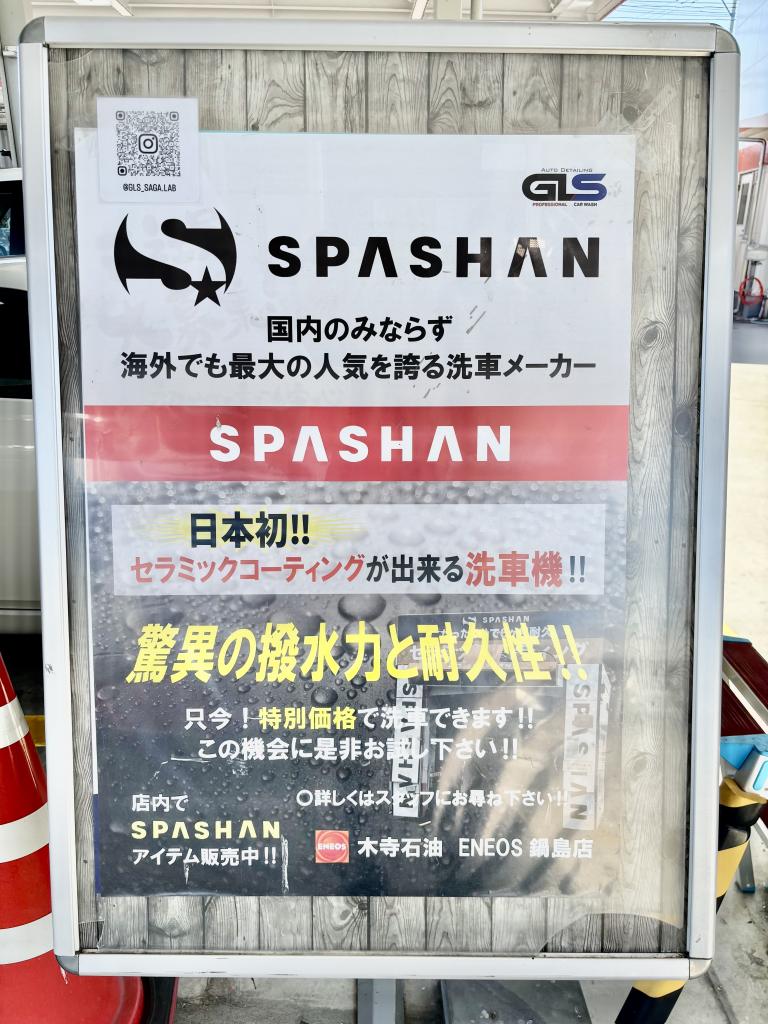 @GLS_SAGA.LAB
AUTO DETAILING
GLS
PROFESSIONAL CAR WASH
SPASHAN
国内のみならず
海外でも最大の人気を誇る洗車メーカー
SPASHAN
日本初!!
セラミックコーティングが出来る洗車機!!
SPASHAN
驚異の撥水力と耐久性!!
SPASHAN
SPASHAN
只今!特別価格で洗車できます!!
この機会に是非お試し下さい!!
店内で
〇詳しくはスタッフにお尋ね下さい!!
SPASHAN
アイテム販売中!!
ENEOS 木寺石油 ENEOS 鍋島店